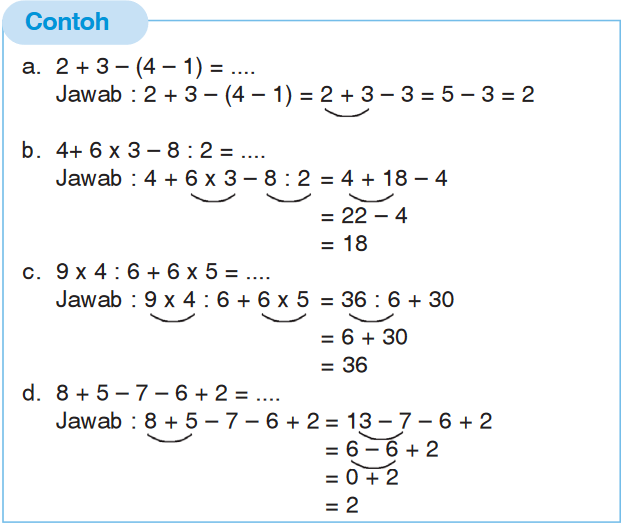 Contoh
a. 2 + 3 – (4 – 1) = ....
Jawab : 2 + 3 – (4 – 1) = 2 + 3 – 3 = 5 – 3 = 2
b. 4+ 6 x 3 – 8 : 2 = ....
Jawab : 4 + 6 x 3 – 8 : 2 = 4 + 18 – 4
= 22 – 4
= 18
c. 9 x 4 : 6 + 6 x 5 = ....
Jawab : 9 x 4 : 6 + 6 x 5 = 36 : 6 + 30
= 6 + 30
= 36
d. 8 + 5 – 7 – 6 + 2 = ....
Jawab : 8 + 5 – 7 – 6 + 2 = 13 – 7 – 6 + 2
= 6 – 6 + 2
= 0 + 2
= 2